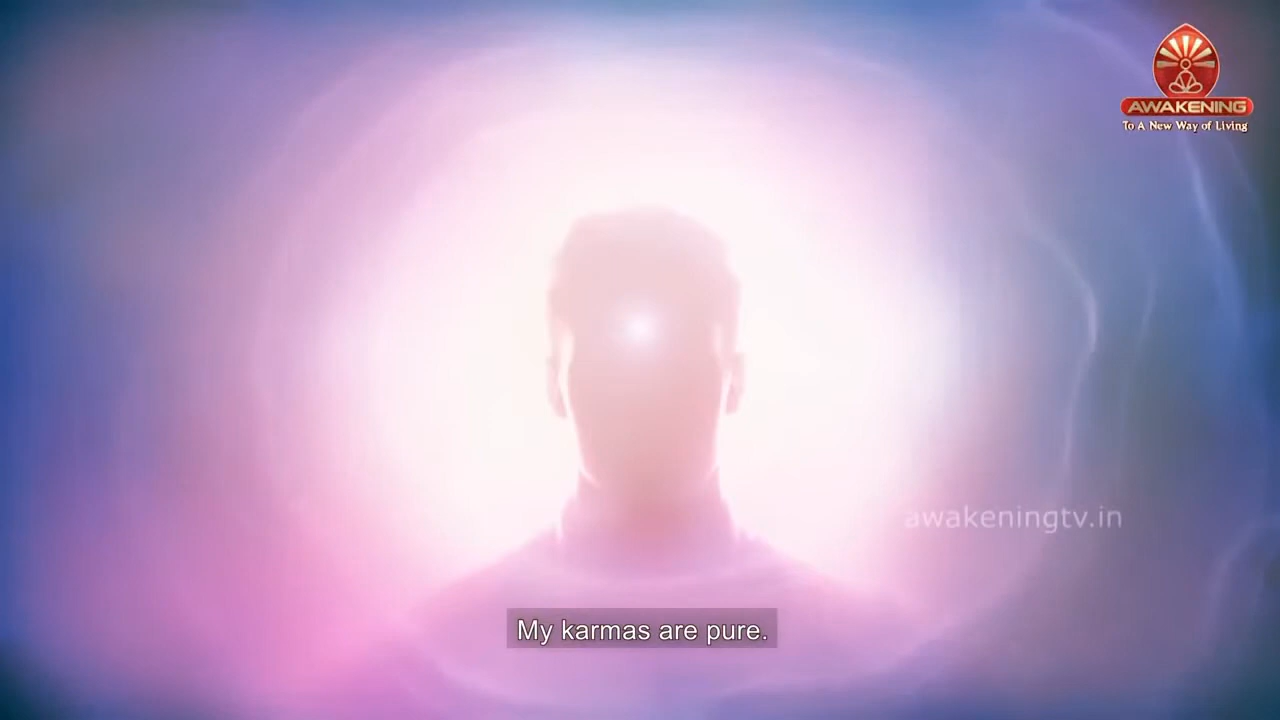 AWAKENING
To A New Way of Living
awakeningtv.in
My karmas are pure.